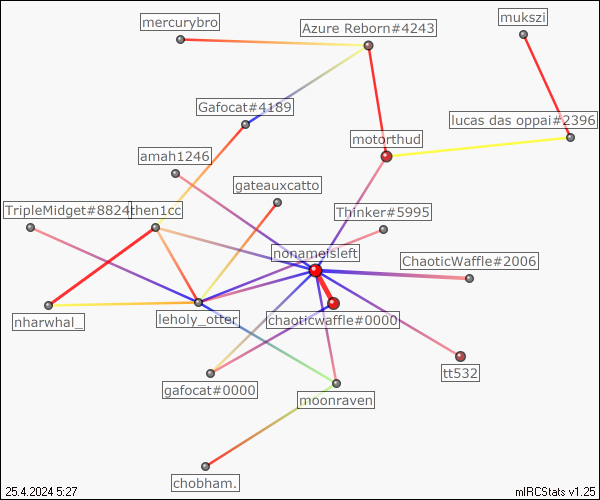 mercurybro
Azure Reborn#4243
mukszi
Gafocat#4189
lucas das oppai#2396
motorthud
amah1246
gateauxcatto
TripleMidget#8824
then1cc
Thinker#5995
nonameisleft
ChaoticWaffle#2006
nharwhal_
leholy_otter
chaoticwaffle#0000
gafocat#0000
tt532
moonraven
chobham.
25.4.2024 5:27
mIRCStats v1.25